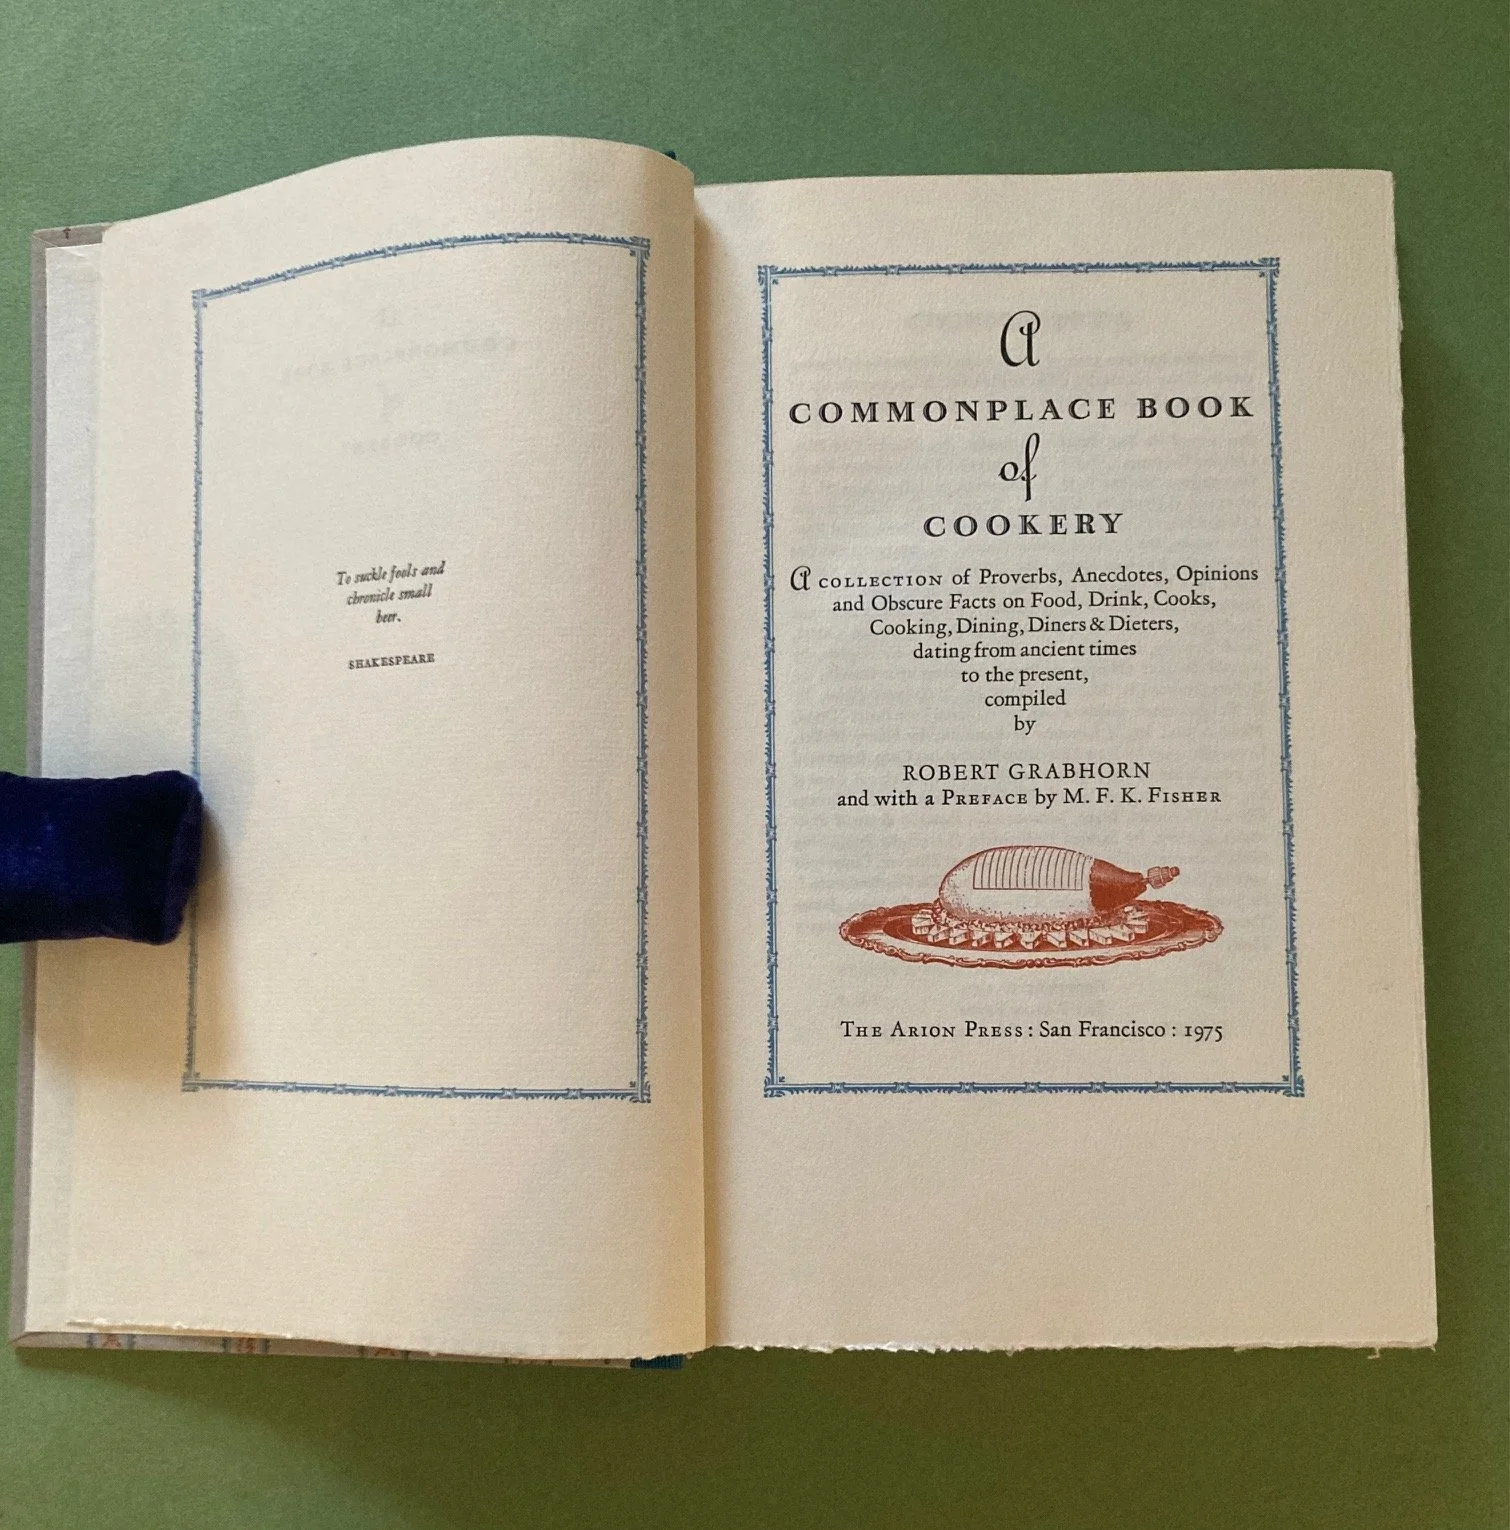 To suckle fools and
chronicle small
beer.
SHAKESPEARE
A
COMMONPLACE BOOK
of
COOKERY
A COLLECTION of Proverbs, Anecdotes, Opinions
and Obscure Facts on Food, Drink, Cooks,
Cooking, Dining, Diners & Dieters,
dating from ancient times
to the present,
compiled
by
ROBERT GRABHORN
and with a PREFACE by M. F. K. FISHER
THE ARION PRESS : San Francisco : 1975